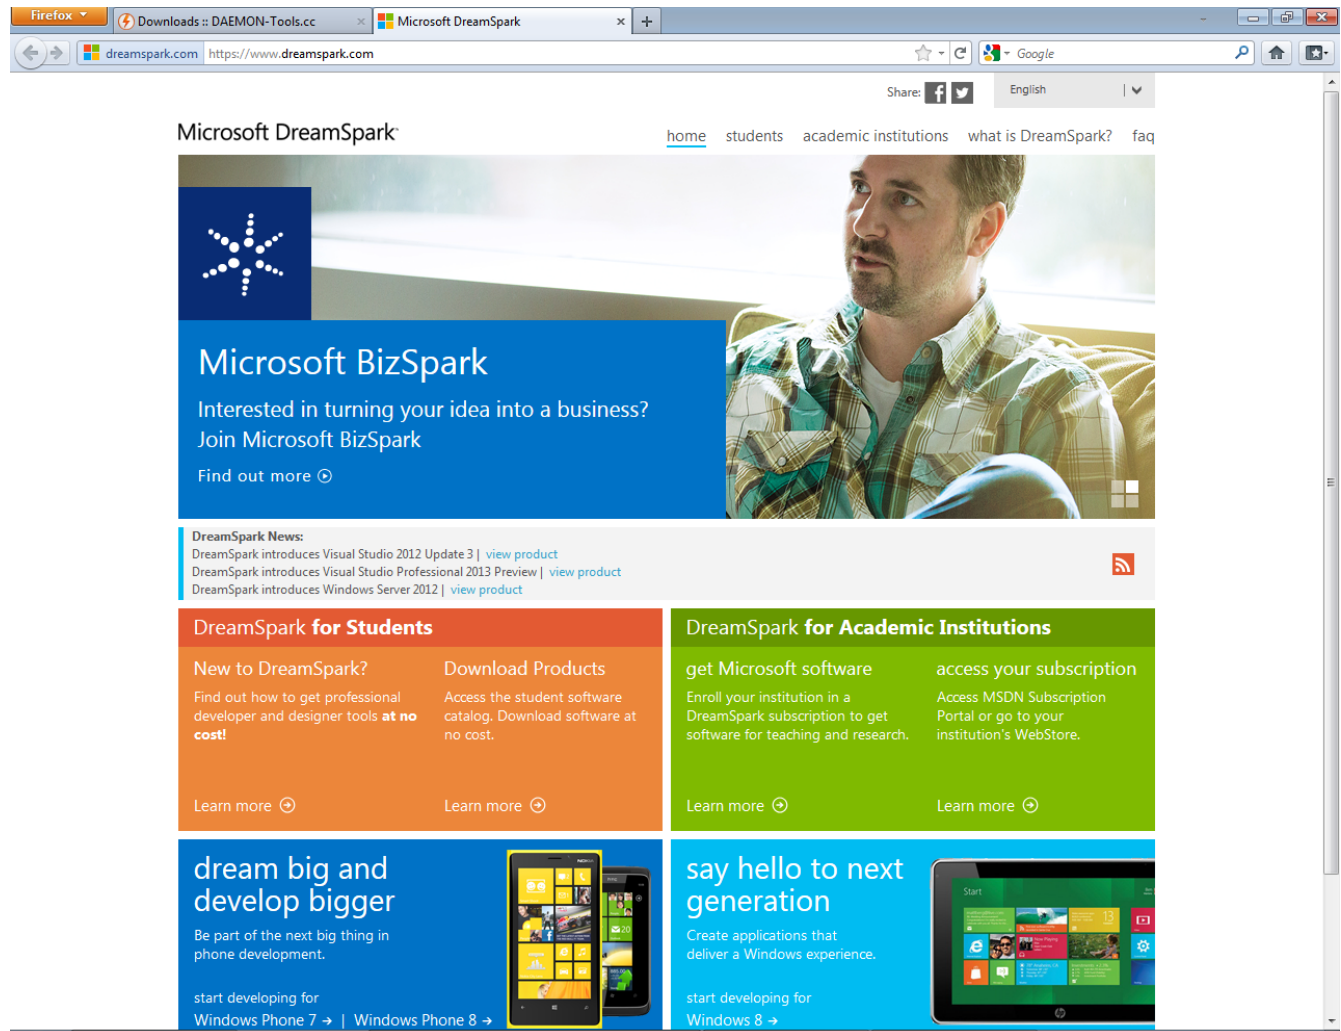 Firefox
Downloads :: DAEMON-Tools.cc
Microsoft DreamSpark
dreamspark.com
https://www.dreamspark.com
Google
Share:
English
Microsoft DreamSpark
home students academic institutions what is DreamSpark? faq
Microsoft BizSpark
Interested in turning your idea into a business?
Join Microsoft BizSpark
Find out more
DreamSpark News:
DreamSpark introduces Visual Studio 2012 Update 3 | view product
DreamSpark introduces Visual Studio Professional 2013 Preview | view product
DreamSpark introduces Windows Server 2012 | view product
DreamSpark for Students
New to DreamSpark?
Find out how to get professional
developer and designer tools at no
cost!
Learn more
Download Products
Access the student software
catalog. Download software at
no cost.
Learn more
DreamSpark for Academic Institutions
get Microsoft software
Enroll your institution in a
DreamSpark subscription to get
software for teaching and research.
Learn more
access your subscription
Access MSDN Subscription
Portal or go to your
institution's WebStore.
Learn more
dream big and
develop bigger
Be part of the next big thing in
phone development.
start developing for
Windows Phone 7 → | Windows Phone 8 →
NOKIA
20
say hello to next
generation
Create applications that
deliver a Windows experience.
start developing for
Windows 8 →
Start
13